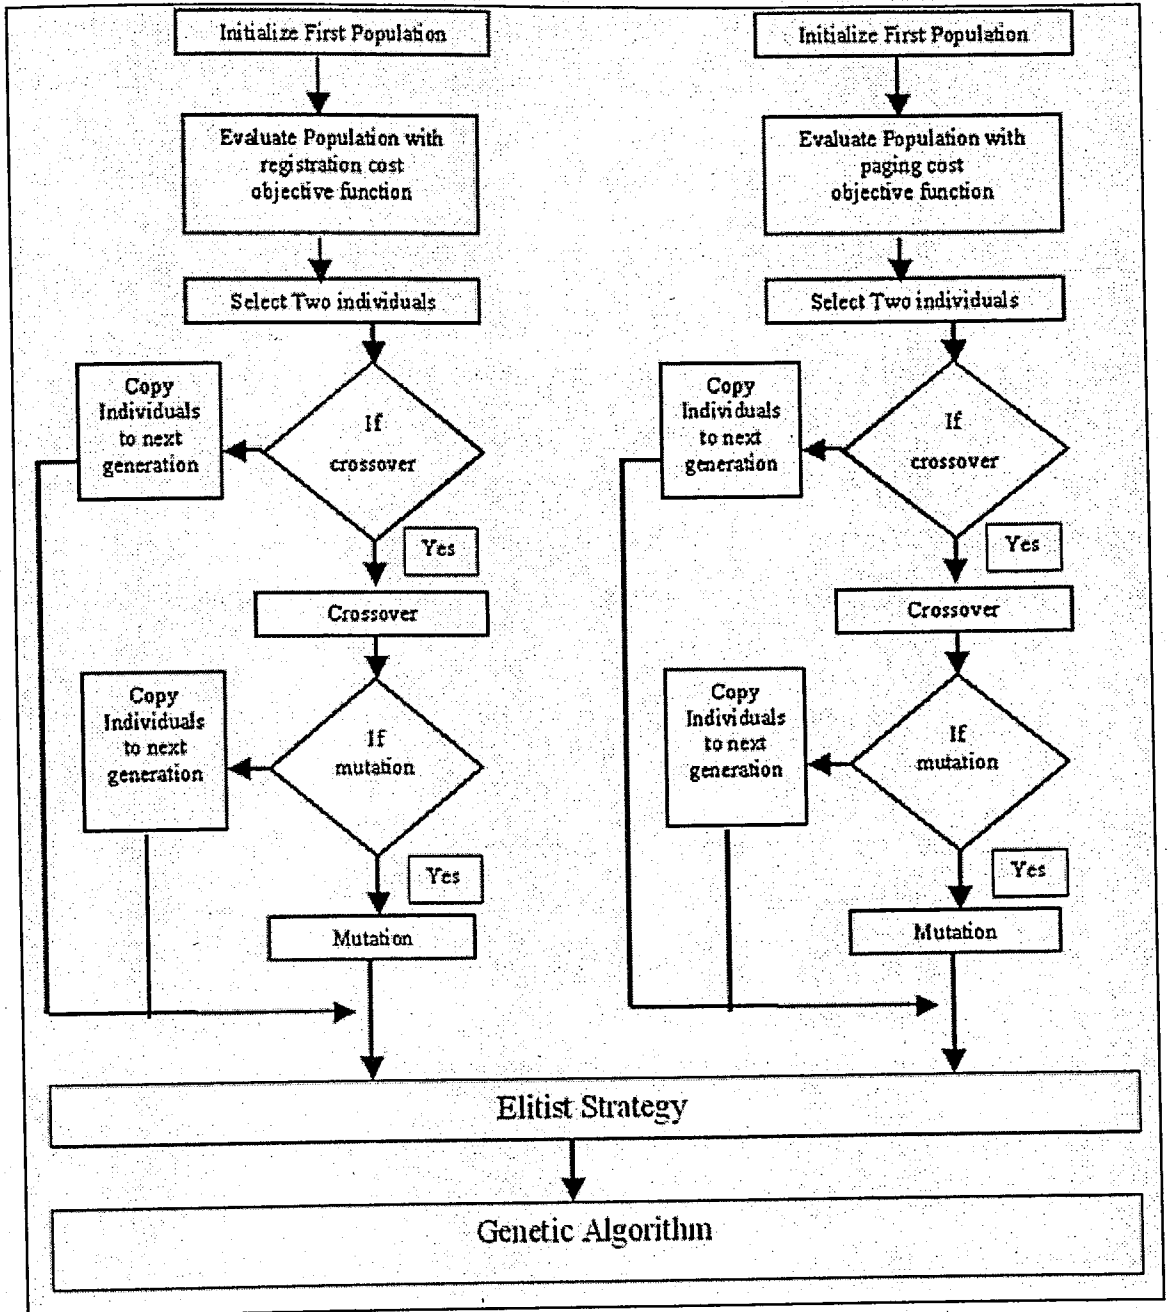 Initialize First Population
Evaluate Population with
registration cost
objective function
Select Two individuals
If
crossover
Copy
Individuals
to next
generation
Yes
Crossover
If
mutation
Copy
Individuals
to next
generation
Yes
Mutation
Initialize First Population
Evaluate Population with
paging cost
objective function
Select Two individuals
If
crossover
Copy
Individuals
to next
generation
Yes
Crossover
If
mutation
Copy
Individuals
to next
generation
Yes
Mutation
Elitist Strategy
Genetic Algorithm